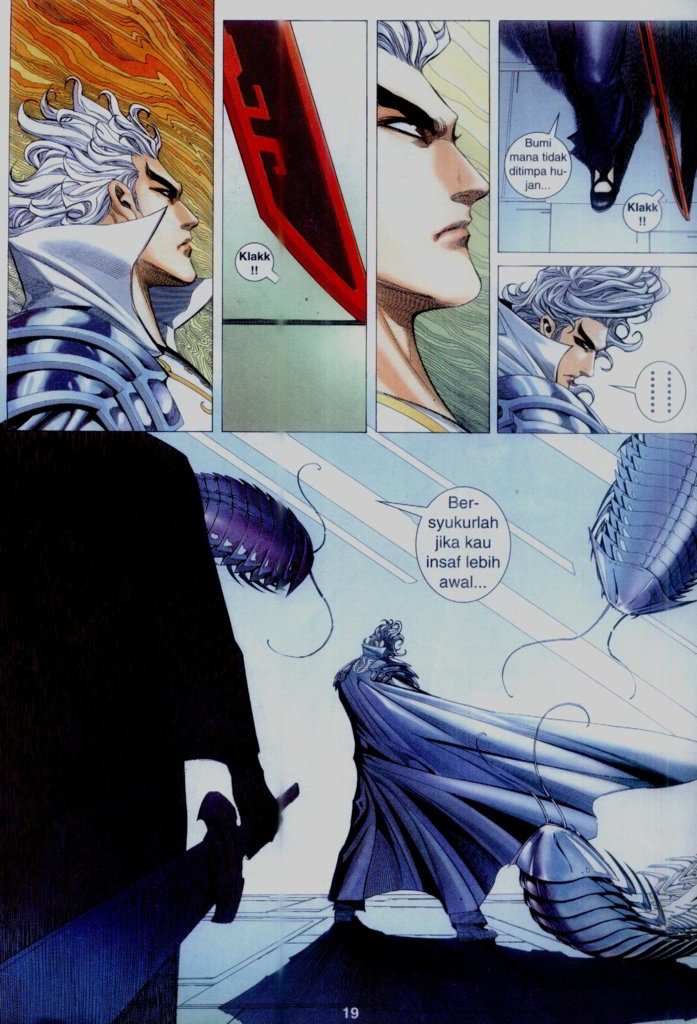 Klakk
!!
Bumi
mana tidak
ditimpa hu-
jan...
Klakk
!!
Ber-
syukurlah
jika kau
insaf lebih
awal...
19